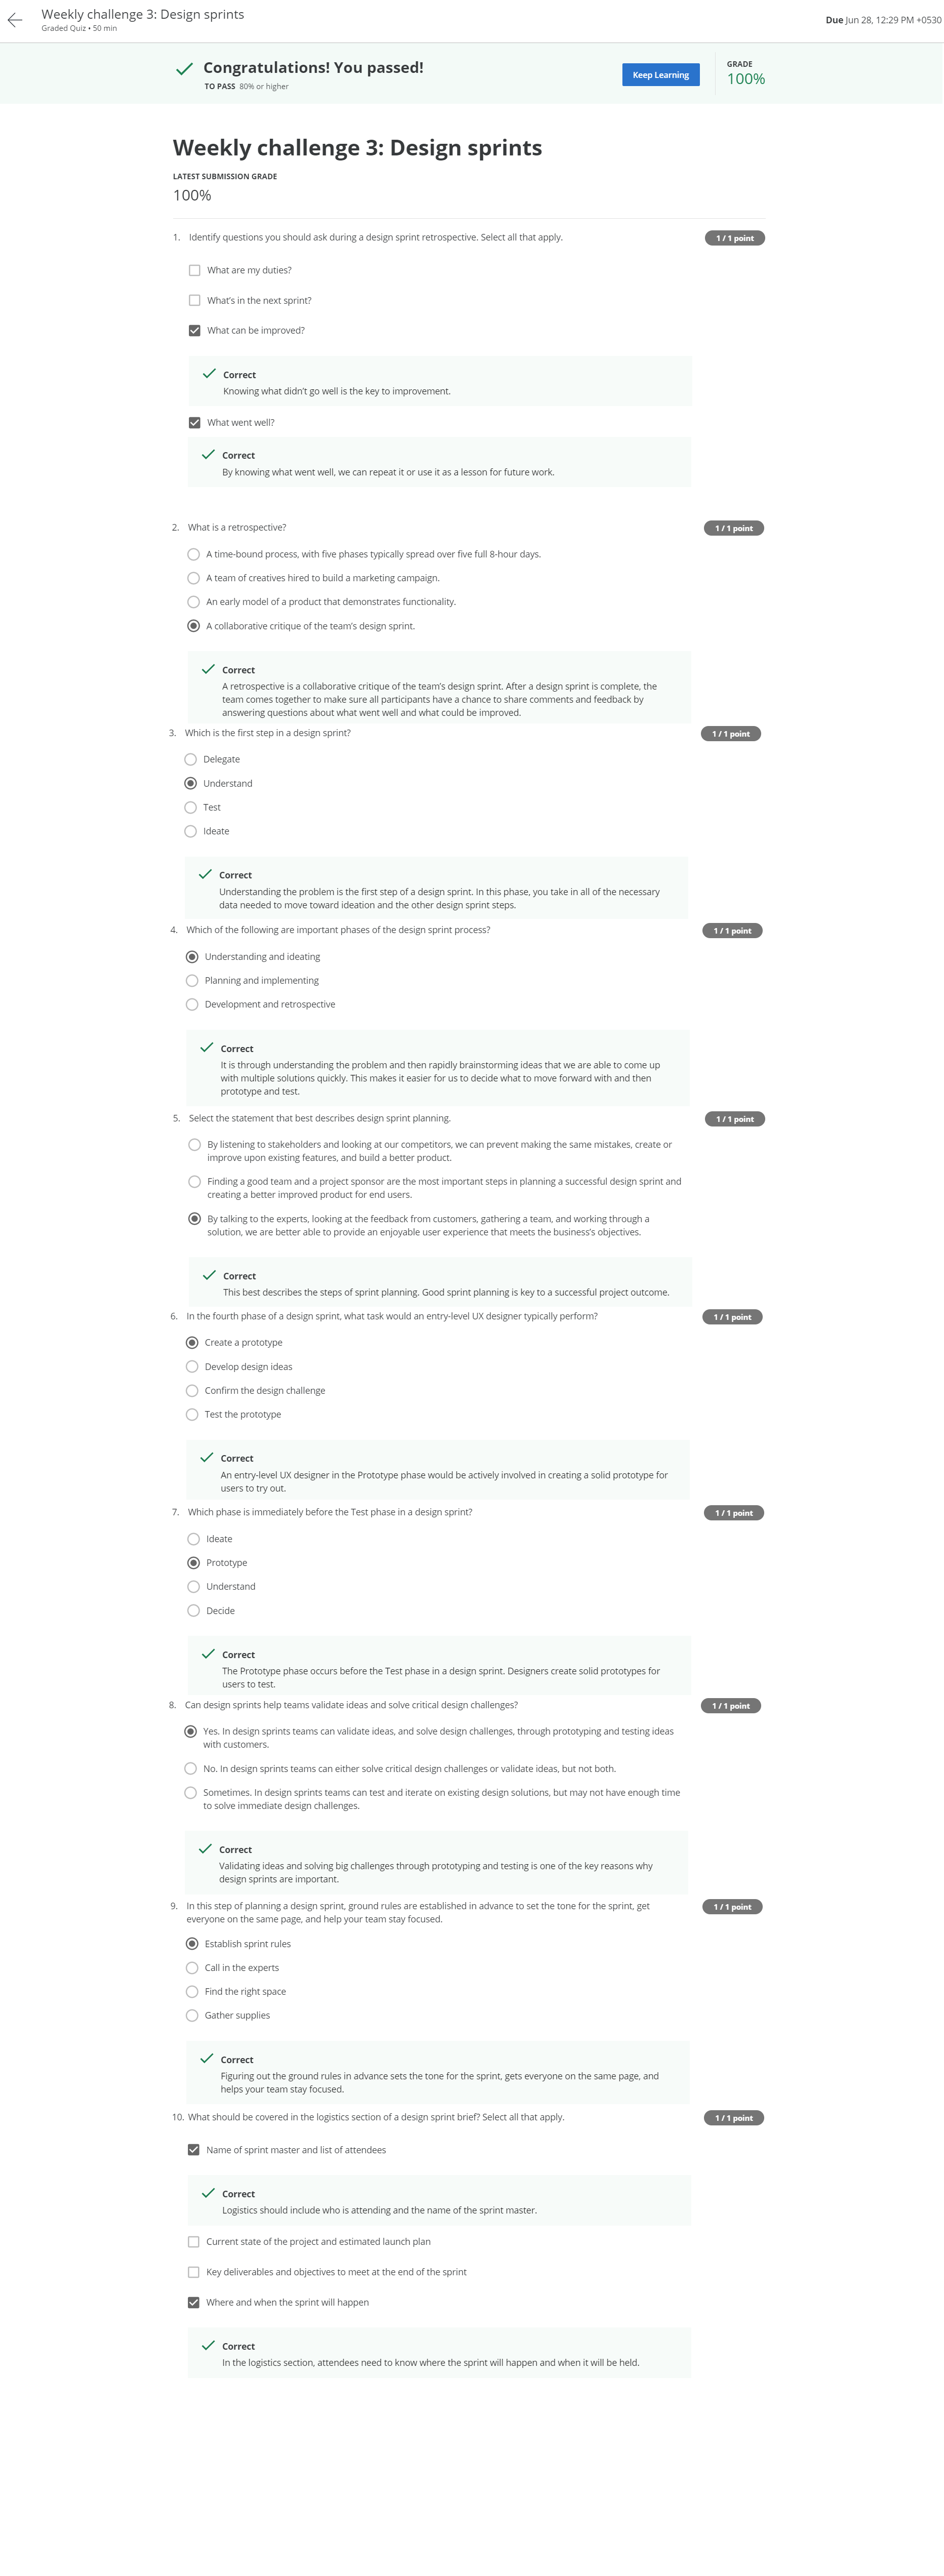 Weekly challenge 3: Design sprints
Graded Quiz • 50 min
Due Jun 28, 12:29 PM +0530
Congratulations! You passed!
TO PASS 80% or higher
Keep Learning
GRADE
100%
Weekly challenge 3: Design sprints
LATEST SUBMISSION GRADE
100%
1. Identify questions you should ask during a design sprint retrospective. Select all that apply.
1 / 1 point
What are my duties?
What's in the next sprint?
What can be improved?
Correct
Knowing what didn't go well is the key to improvement.
What went well?
Correct
By knowing what went well, we can repeat it or use it as a lesson for future work.
2. What is a retrospective?
1 / 1 point
A time-bound process, with five phases typically spread over five full 8-hour days.
A team of creatives hired to build a marketing campaign.
An early model of a product that demonstrates functionality.
A collaborative critique of the team's design sprint.
Correct
A retrospective is a collaborative critique of the team's design sprint. After a design sprint is complete, the
team comes together to make sure all participants have a chance to share comments and feedback by
answering questions about what went well and what could be improved.
3. Which is the first step in a design sprint?
1 / 1 point
Delegate
Understand
Test
Ideate
Correct
Understanding the problem is the first step of a design sprint. In this phase, you take in all of the necessary
data needed to move toward ideation and the other design sprint steps.
4. Which of the following are important phases of the design sprint process?
1 / 1 point
Understanding and ideating
Planning and implementing
Development and retrospective
Correct
It is through understanding the problem and then rapidly brainstorming ideas that we are able to come up
with multiple solutions quickly. This makes it easier for us to decide what to move forward with and then
prototype and test.
5. Select the statement that best describes design sprint planning.
1 / 1 point
By listening to stakeholders and looking at our competitors, we can prevent making the same mistakes, create or
improve upon existing features, and build a better product.
Finding a good team and a project sponsor are the most important steps in planning a successful design sprint and
creating a better improved product for end users.
By talking to the experts, looking at the feedback from customers, gathering a team, and working through a
solution, we are better able to provide an enjoyable user experience that meets the business's objectives.
Correct
This best describes the steps of sprint planning. Good sprint planning is key to a successful project outcome.
6. In the fourth phase of a design sprint, what task would an entry-level UX designer typically perform?
1 / 1 point
Create a prototype
Develop design ideas
Confirm the design challenge
Test the prototype
Correct
An entry-level UX designer in the Prototype phase would be actively involved in creating a solid prototype for
users to try out.
7. Which phase is immediately before the Test phase in a design sprint?
1 / 1 point
Ideate
Prototype
Understand
Decide
Correct
The Prototype phase occurs before the Test phase in a design sprint. Designers create solid prototypes for
users to test.
8. Can design sprints help teams validate ideas and solve critical design challenges?
1 / 1 point
Yes. In design sprints teams can validate ideas, and solve design challenges, through prototyping and testing ideas
with customers.
No. In design sprints teams can either solve critical design challenges or validate ideas, but not both.
Sometimes. In design sprints teams can test and iterate on existing design solutions, but may not have enough time
to solve immediate design challenges.
Correct
Validating ideas and solving big challenges through prototyping and testing is one of the key reasons why
design sprints are important.
9. In this step of planning a design sprint, ground rules are established in advance to set the tone for the sprint, get
everyone on the same page, and help your team stay focused.
1 / 1 point
Establish sprint rules
Call in the experts
Find the right space
Gather supplies
Correct
Figuring out the ground rules in advance sets the tone for the sprint, gets everyone on the same page, and
helps your team stay focused.
10. What should be covered in the logistics section of a design sprint brief? Select all that apply.
1 / 1 point
Name of sprint master and list of attendees
Correct
Logistics should include who is attending and the name of the sprint master.
Current state of the project and estimated launch plan
Key deliverables and objectives to meet at the end of the sprint
Where and when the sprint will happen
Correct
In the logistics section, attendees need to know where the sprint will happen and when it will be held.